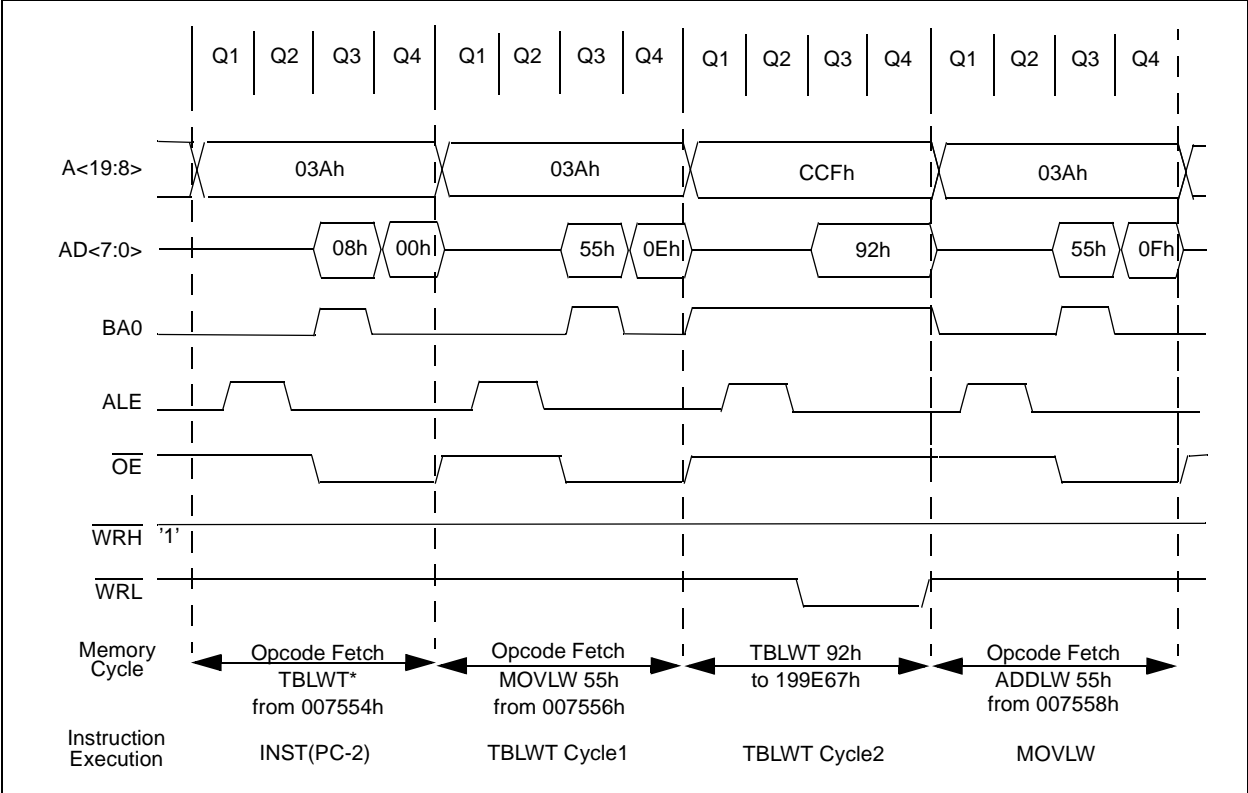 Q1 Q2 Q3 Q4 Q1 Q2 Q3 Q4 Q1 Q2 Q3 Q4 Q1 Q2 Q3 Q4
A<19:8> 03Ah 03Ah CCFh 03Ah
AD<7:0> 08h 00h 55h 0Eh 92h 55h 0Fh
BA0
ALE
OE
WRH '1'
WRL
Memory Cycle
Opcode Fetch
TBLWT*
from 007554h
Opcode Fetch
MOVLW 55h
from 007556h
TBLWT 92h
to 199E67h
Opcode Fetch
ADDLW 55h
from 007558h
Instruction Execution
INST(PC-2) TBLWT Cycle1 TBLWT Cycle2 MOVLW